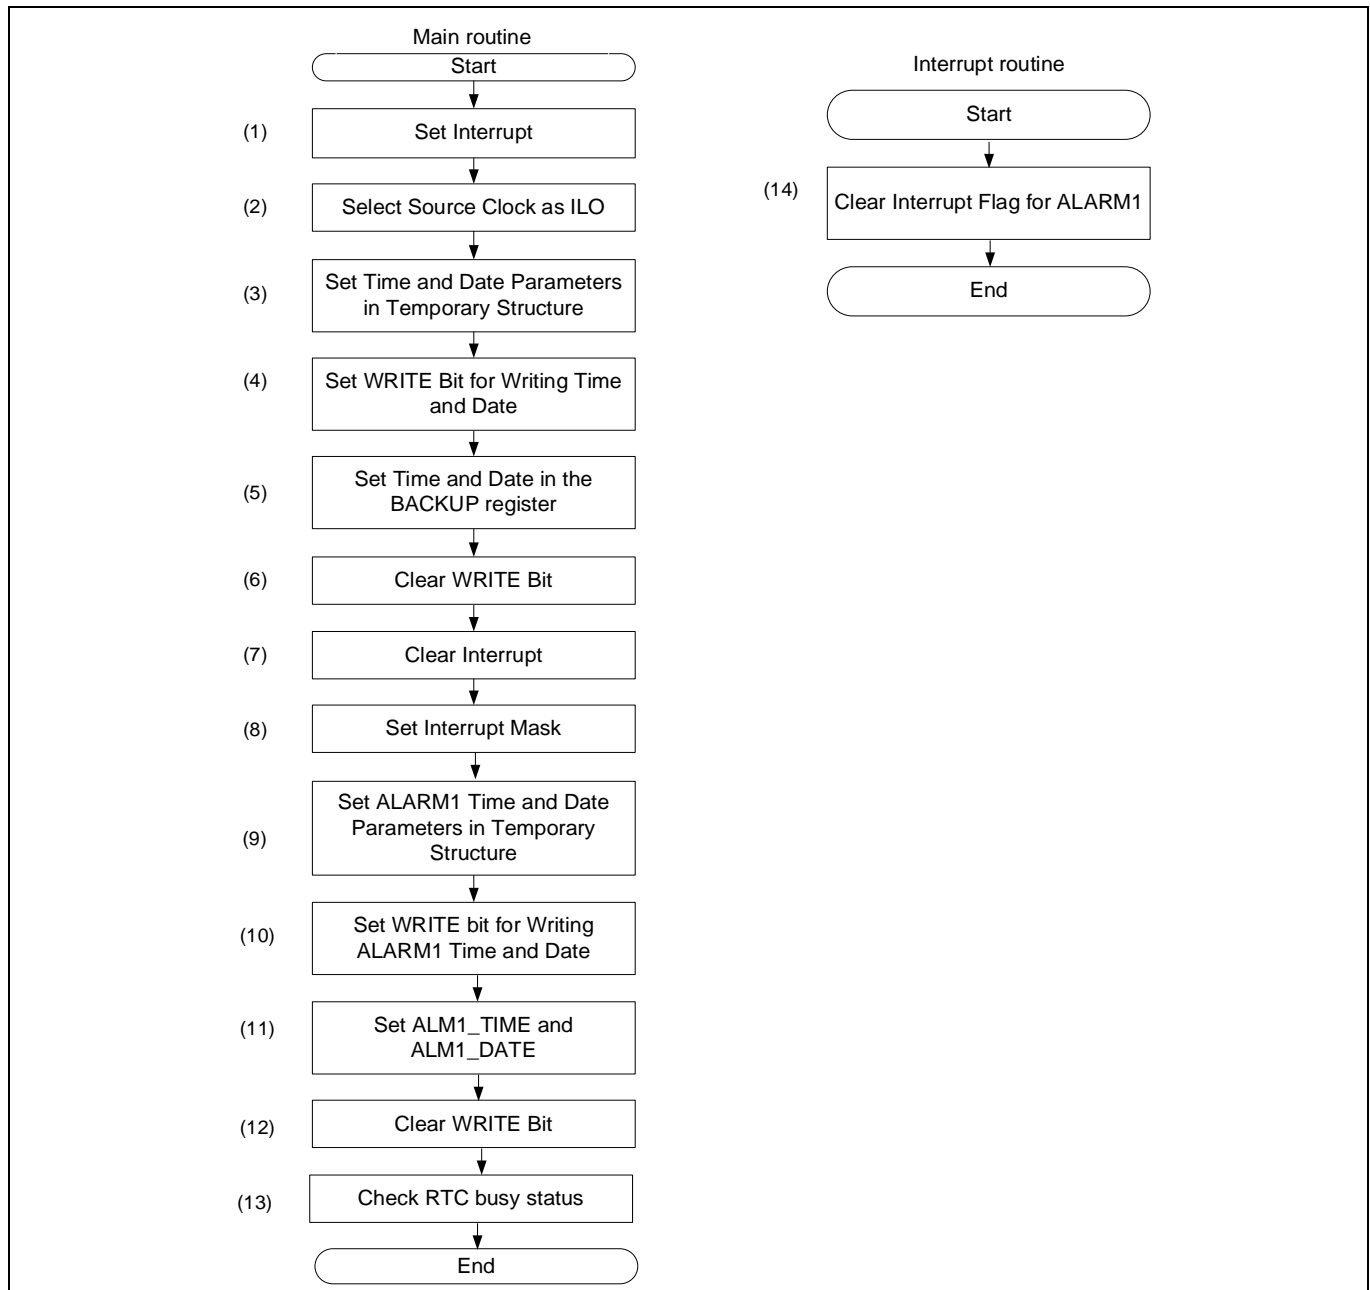 Main routine
Start
(1)
Set Interrupt
(2)
Select Source Clock as ILO
(3)
Set Time and Date Parameters
in Temporary Structure
(4)
Set WRITE Bit for Writing Time
and Date
(5)
Set Time and Date in the
BACKUP register
(6)
Clear WRITE Bit
(7)
Clear Interrupt
(8)
Set Interrupt Mask
(9)
Set ALARM1 Time and Date
Parameters in Temporary
Structure
(10)
Set WRITE bit for Writing
ALARM1 Time and Date
(11)
Set ALM1_TIME and
ALM1_DATE
(12)
Clear WRITE Bit
(13)
Check RTC busy status
End
Interrupt routine
Start
(14)
Clear Interrupt Flag for ALARM1
End